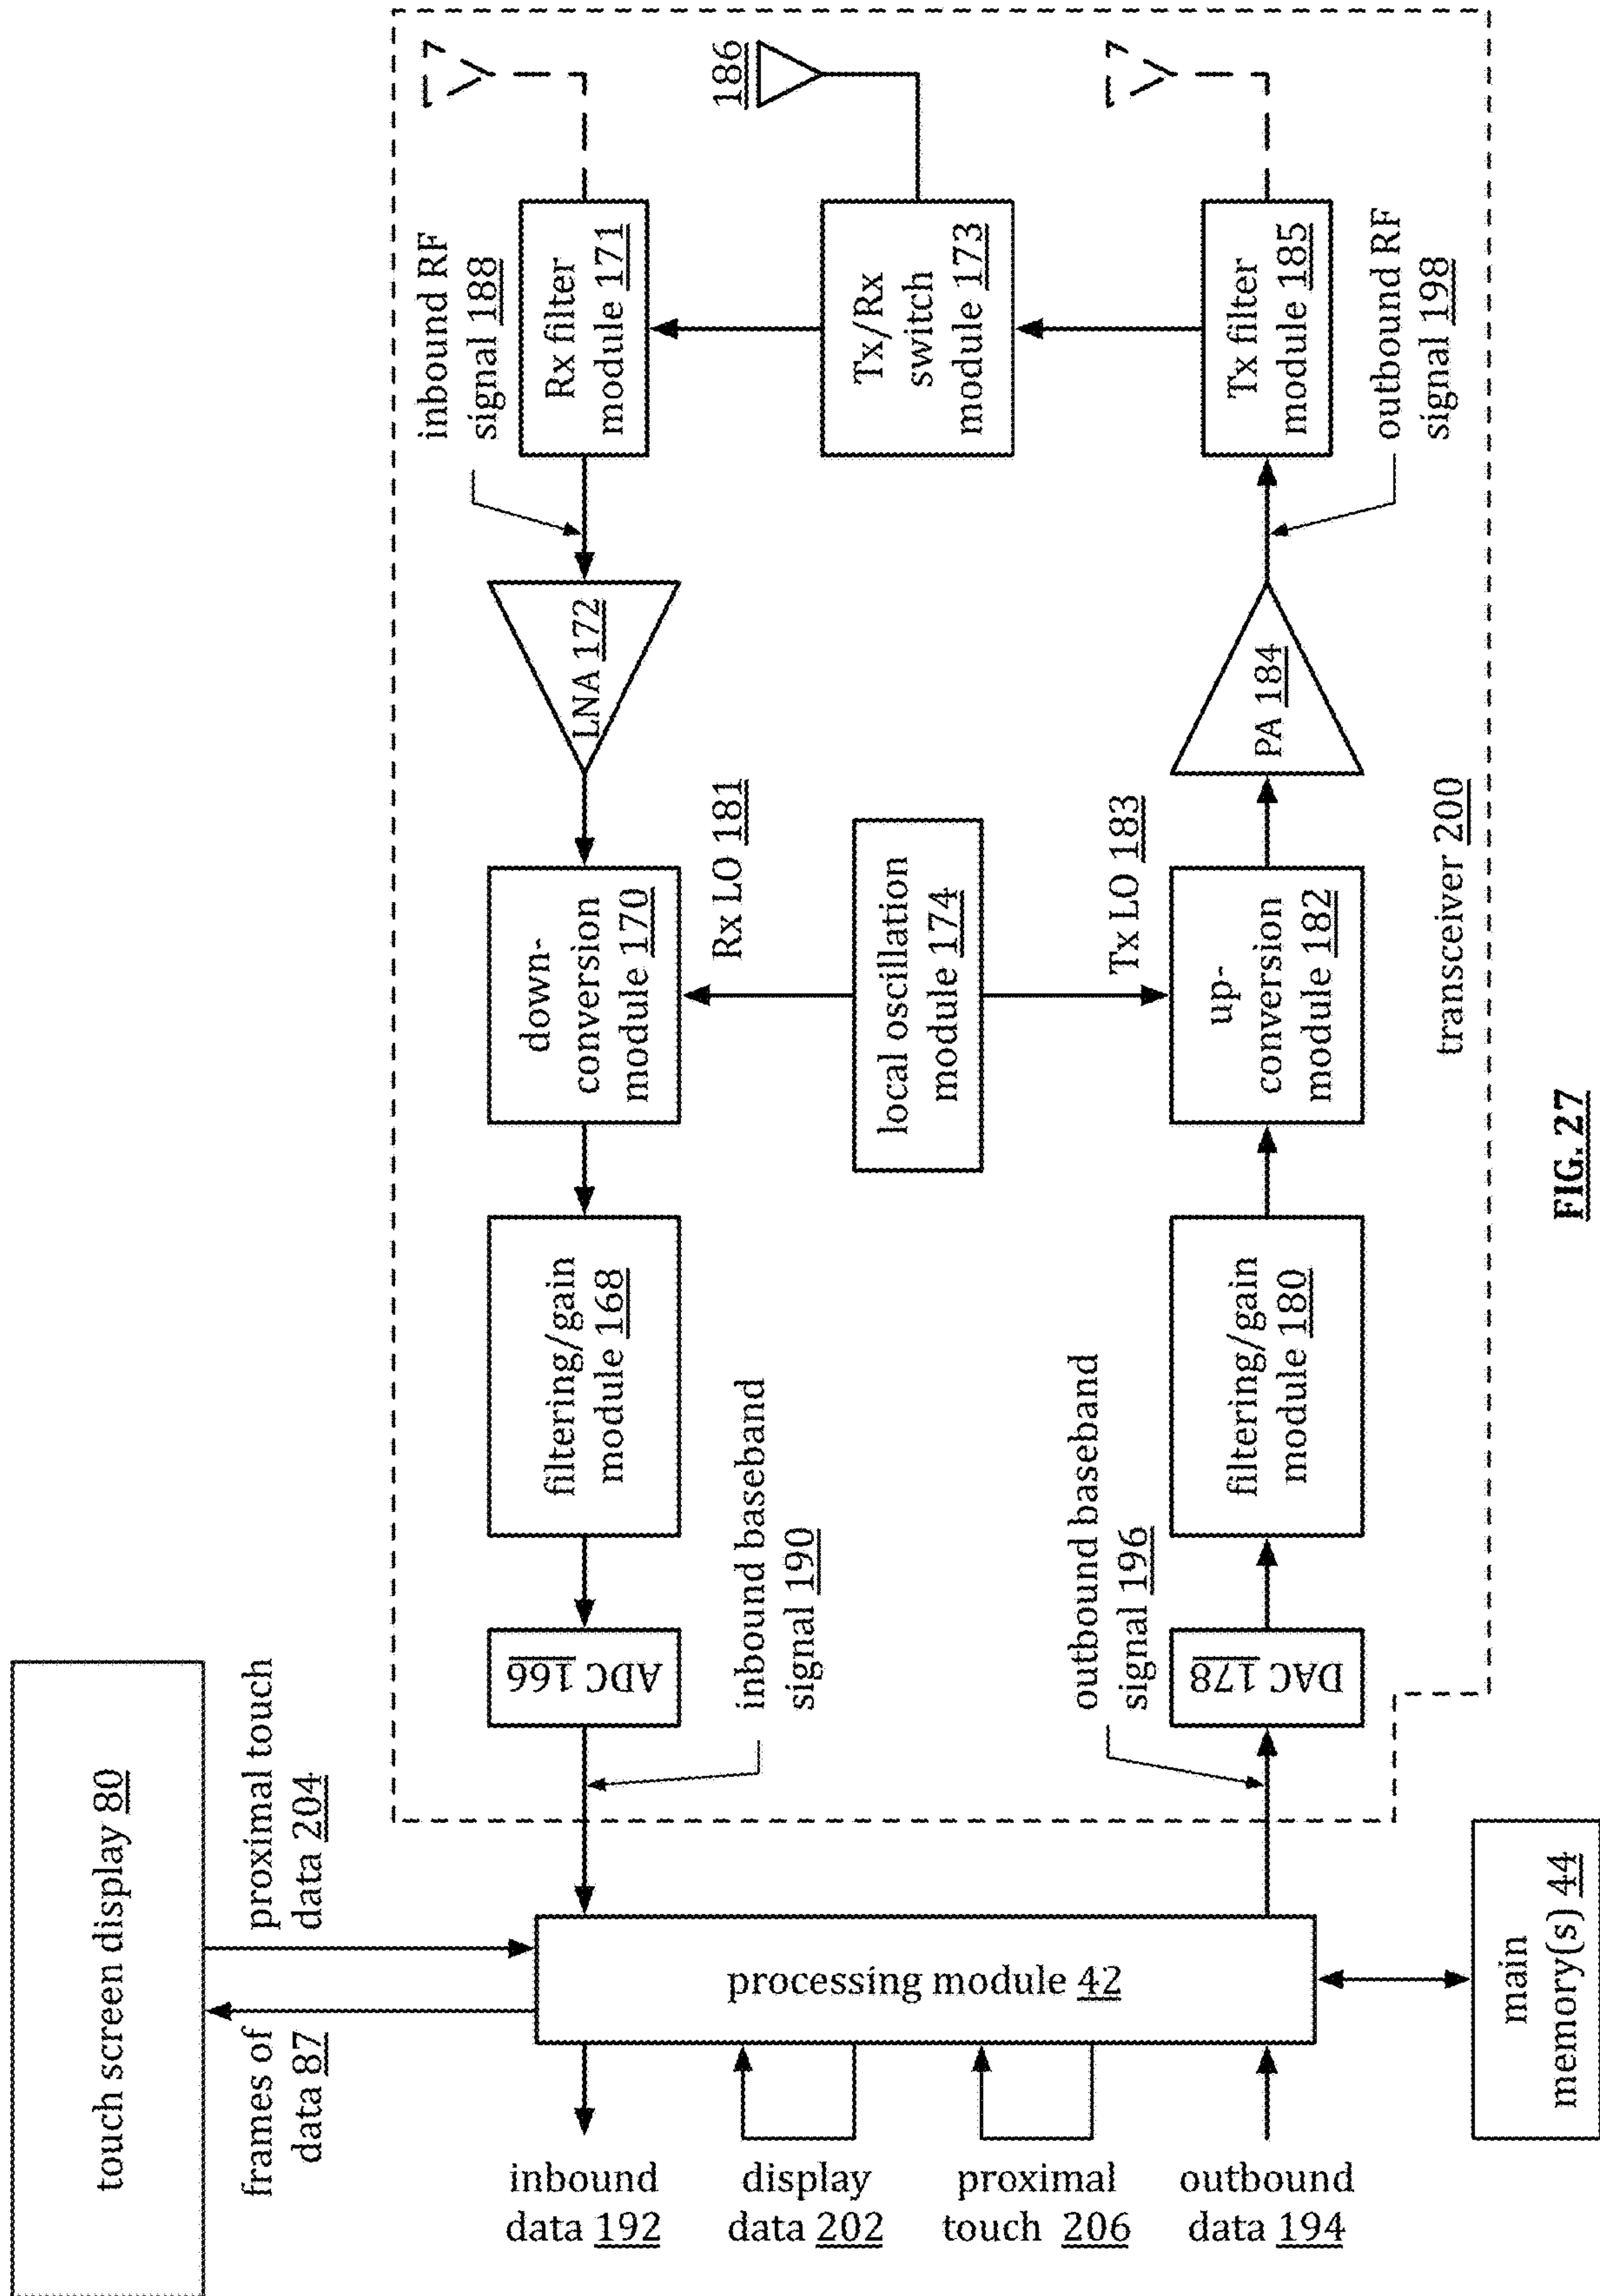 touch screen display 80
frames of
data 87
proximal touch
data 204
inbound
data 192
display
data 202
proximal
touch 206
outbound
data 194
processing module 42
main
memory(s) 44
ADC 166
inbound baseband
signal 190
filtering/gain
module 168
down-
conversion
module 170
Rx LO 181
LNA 172
inbound RF
signal 188
Rx filter
module 171
local oscillation
module 174
Tx/Rx
switch
module 173
186
outbound baseband
signal 196
DAC 178
filtering/gain
module 180
Tx LO 183
up-
conversion
module 182
PA 184
Tx filter
module 185
outbound RF
signal 198
transceiver 200
FIG. 27